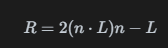 R = 2(n · L)n − L